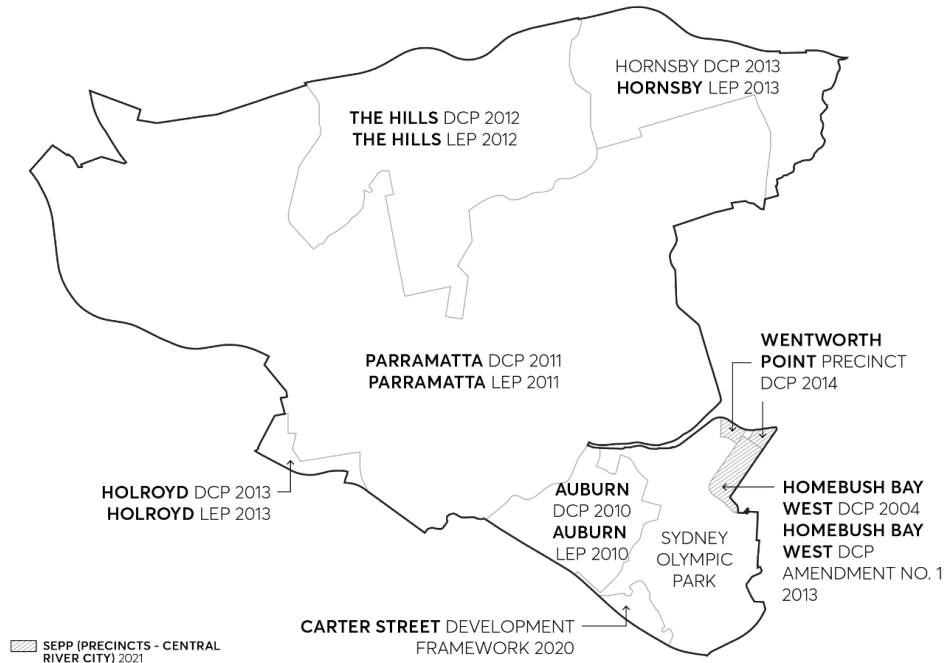 HORNSBY DCP 2013
HORNSBY LEP 2013
THE HILLS DCP 2012
THE HILLS LEP 2012
WENTWORTH
POINT PRECINCT
DCP 2014
PARRAMATTA DCP 2011
PARRAMATTA LEP 2011
HOLROYD DCP 2013
HOLROYD LEP 2013
AUBURN
DCP 2010
AUBURN
LEP 2010
SYDNEY
OLYMPIC
PARK
HOMEBUSH BAY
WEST DCP 2004
HOMEBUSH BAY
WEST DCP
AMENDMENT NO. 1
2013
CARTER STREET DEVELOPMENT
FRAMEWORK 2020
SEPP (PRECINCTS - CENTRAL
RIVER CITY) 2021